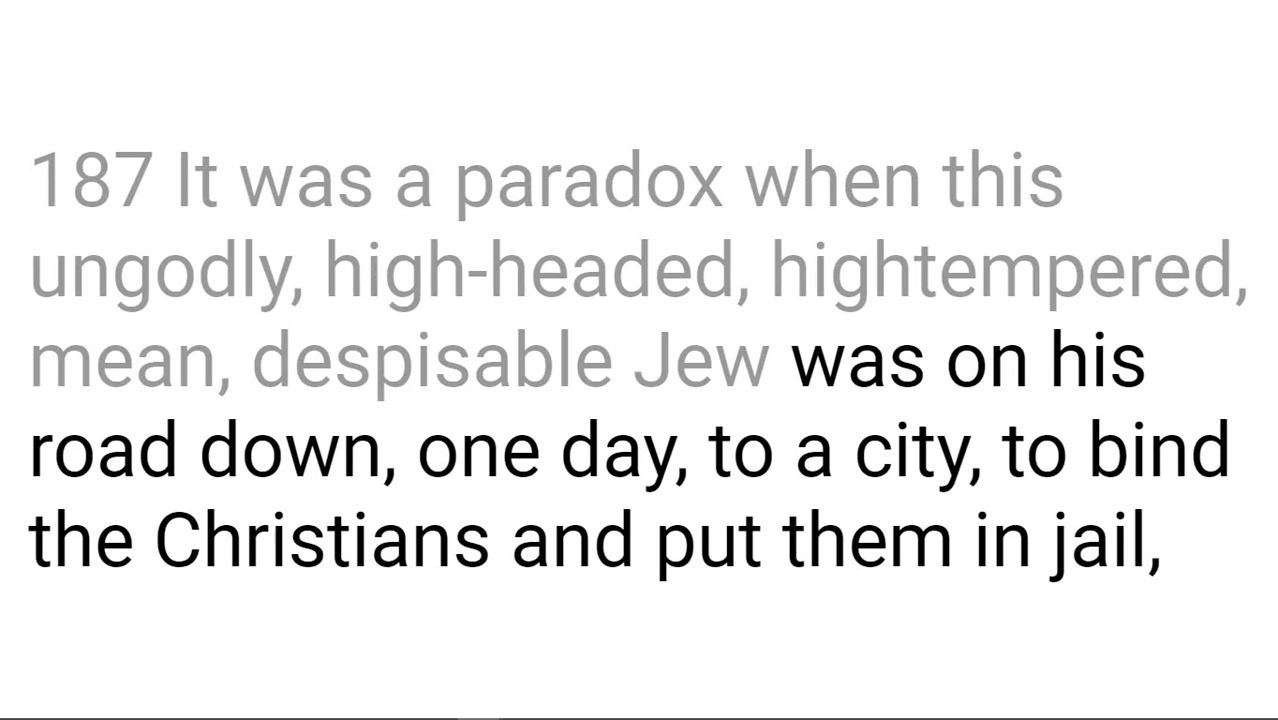 187 It was a paradox when this
ungodly, high-headed, hightempered,
mean, despisable Jew was on his
road down, one day, to a city, to bind
the Christians and put them in jail,